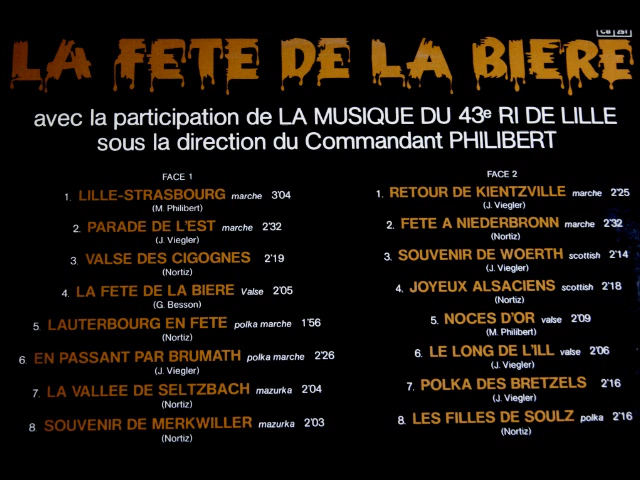 CB 251
LA FETE DE LA BIERE
avec la participation de LA MUSIQUE DU 43e RI DE LILLE
sous la direction du Commandant PHILIBERT
FACE 1
1. LILLE-STRASBOURG marche 3'04
(M. Philibert)
2. PARADE DE L'EST marche 2'32
(J. Viegler)
3. VALSE DES CIGOGNES 2'19
(Nortiz)
4. LA FETE DE LA BIERE Valse 2'05
(G. Besson)
5. LAUTERBOURG EN FETE polka marche 1'56
(Nortiz)
6. EN PASSANT PAR BRUMATH polka marche 2'26
(J. Viegler)
7. LA VALLEE DE SELTZBACH mazurka 2'04
(Nortiz)
8. SOUVENIR DE MERKWILLER mazurka 2'03
(Nortiz)
FACE 2
1. RETOUR DE KIENTZVILLE marche 2'25
(J. Viegler)
2. FETE A NIEDERBRONN marche 2'32
(Nortiz)
3. SOUVENIR DE WOERTH scottish 2'14
(J. Viegler)
4. JOYEUX ALSACIENS scottish 2'18
(Nortiz)
5. NOCES D'OR valse 2'09
(M. Philibert)
6. LE LONG DE L'ILL valse 2'06
(J. Viegler)
7. POLKA DES BRETZELS 2'16
(J. Viegler)
8. LES FILLES DE SOULZ polka 2'16
(Nortiz)